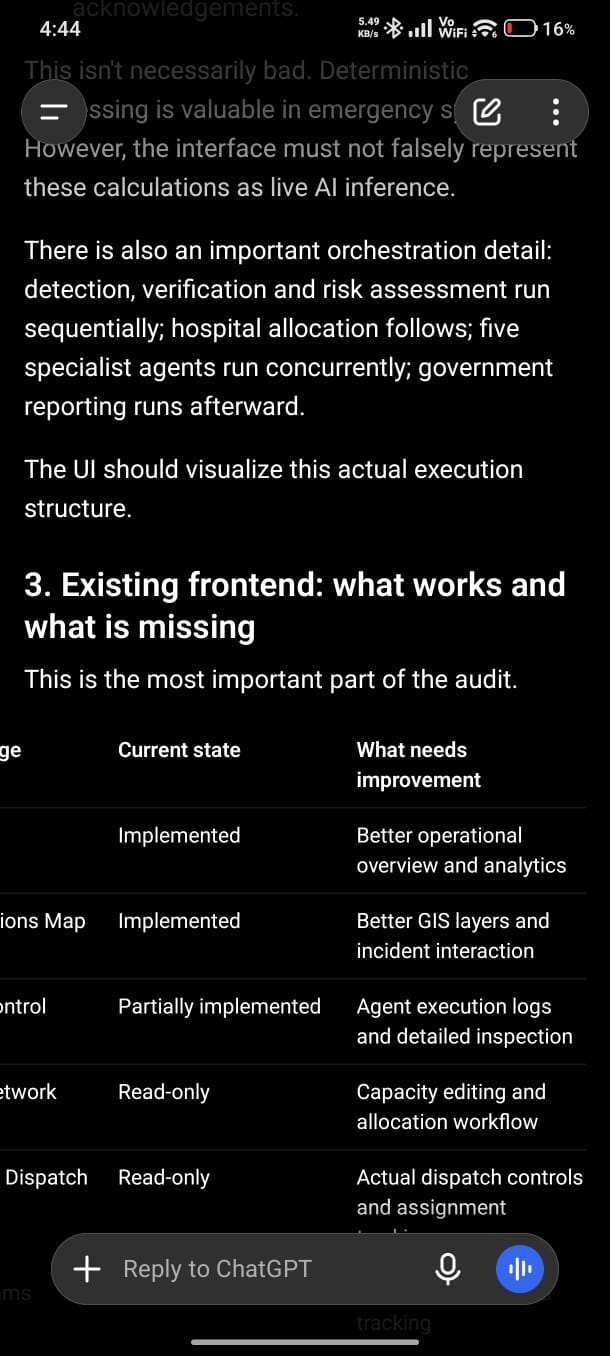 acknowledgements.
4:44
5.49 KB/s Vo WiFi 6 16%
This isn't necessarily bad. Deterministic
ssing is valuable in emergency s
However, the interface must not falsely represent
these calculations as live AI inference.
There is also an important orchestration detail:
detection, verification and risk assessment run
sequentially; hospital allocation follows; five
specialist agents run concurrently; government
reporting runs afterward.
The UI should visualize this actual execution
structure.
3. Existing frontend: what works and
what is missing
This is the most important part of the audit.
ge Current state What needs
improvement
Implemented Better operational
overview and analytics
ions Map Implemented Better GIS layers and
incident interaction
ontrol Partially implemented Agent execution logs
and detailed inspection
etwork Read-only Capacity editing and
allocation workflow
Dispatch Read-only Actual dispatch controls
and assignment
Reply to ChatGPT
ms
tracking